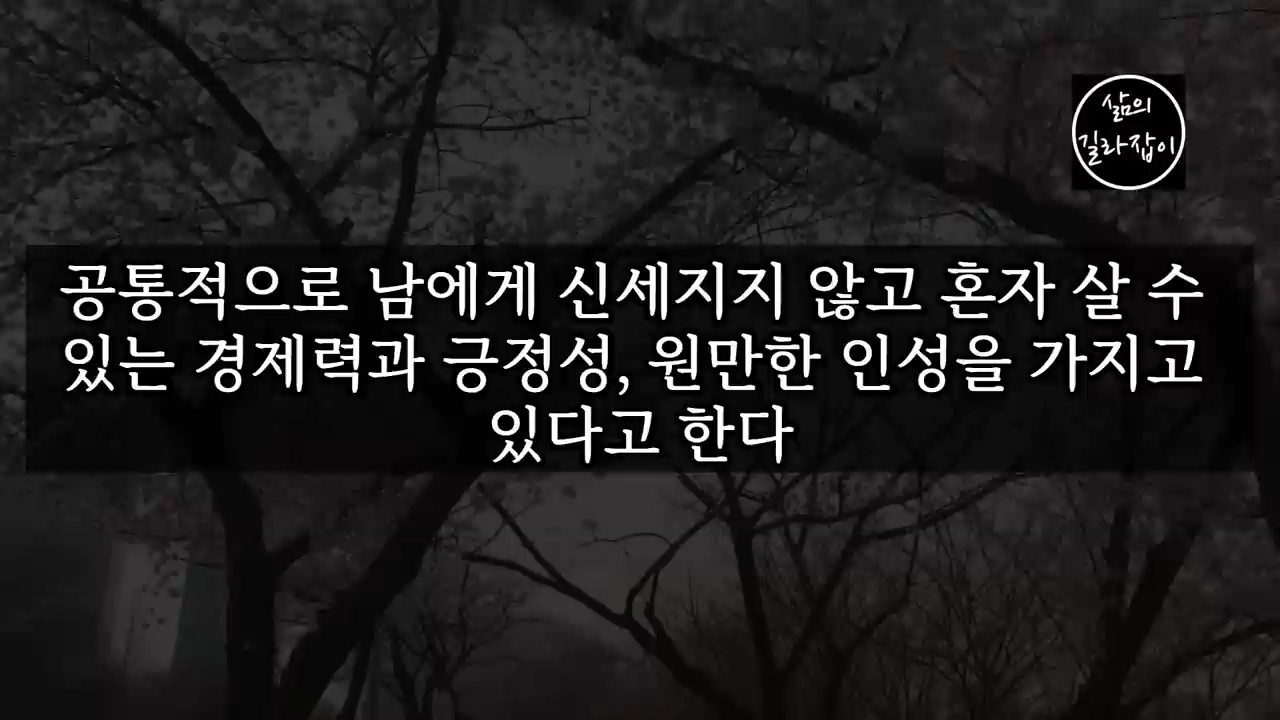 삶의
길라잡이
공통적으로 남에게 신세지지 않고 혼자 살 수
있는 경제력과 긍정성, 원만한 인성을 가지고
있다고 한다